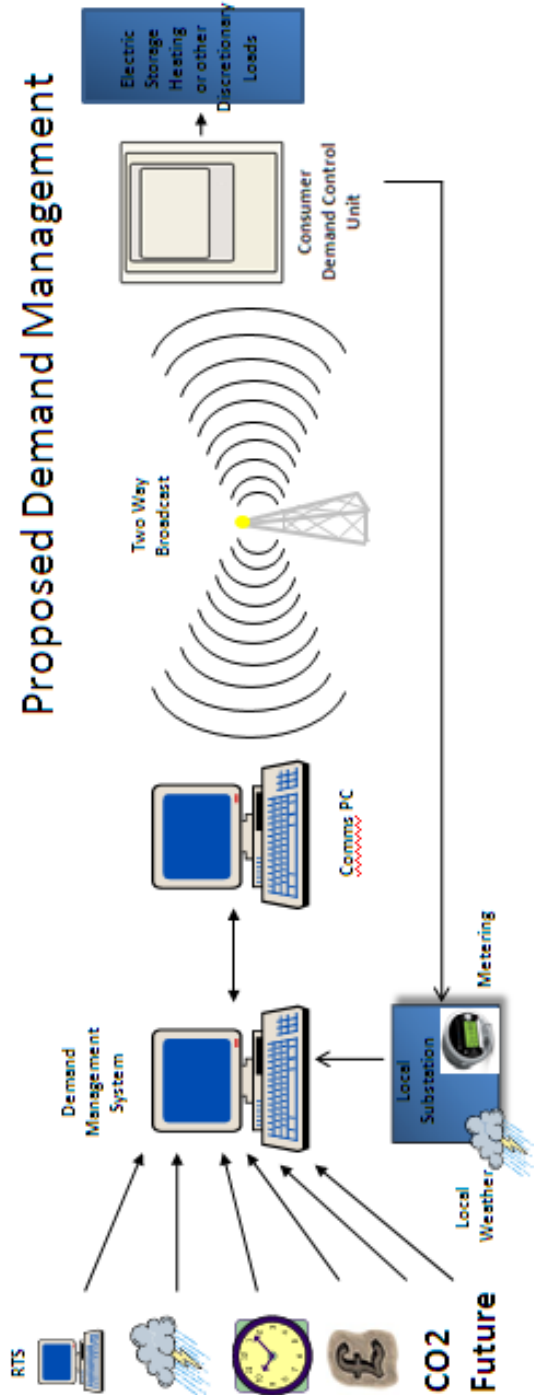 Proposed Demand Management
RTS
CO2
Future
£
Demand
Management
System
Local
Substation
Local
Weather
Metering
Comms PC
Two Way
Broadcast
Consumer
Demand Control
Unit
Electric
Storage
Heating
or other
Discretionary
Loads